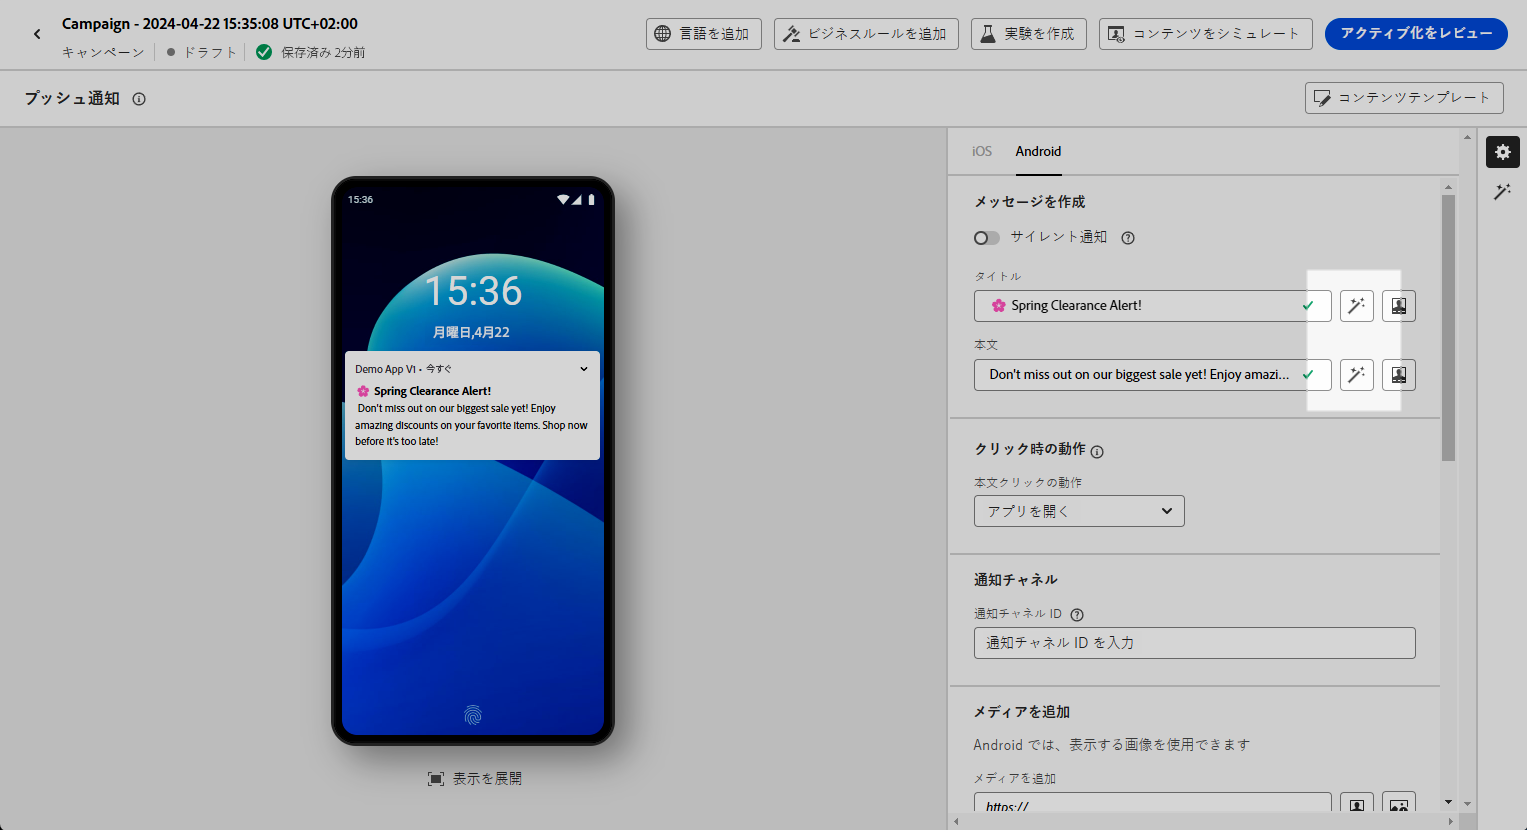 Campaign - 2024-04-22 15:35:08 UTC+02:00
キャンペーン ドラフト 保存済み 2分前
言語を追加
ビジネスルールを追加
実験を作成
コンテンツをシミュレート
アクティブ化をレビュー
プッシュ通知
コンテンツテンプレート
15:36
15:36
月曜日,4月22
Demo App V1 • 今すぐ
🌸 Spring Clearance Alert!
Don't miss out on our biggest sale yet! Enjoy
amazing discounts on your favorite items. Shop now
before it's too late!
表示を展開
iOS Android
メッセージを作成
サイレント通知
タイトル
🌸 Spring Clearance Alert!
本文
Don't miss out on our biggest sale yet! Enjoy amazi...
クリック時の動作
本文クリックの動作
アプリを開く
通知チャネル
通知チャネル ID
通知チャネル ID を入力
メディアを追加
Android では、表示する画像を使用できます
メディアを追加
https://